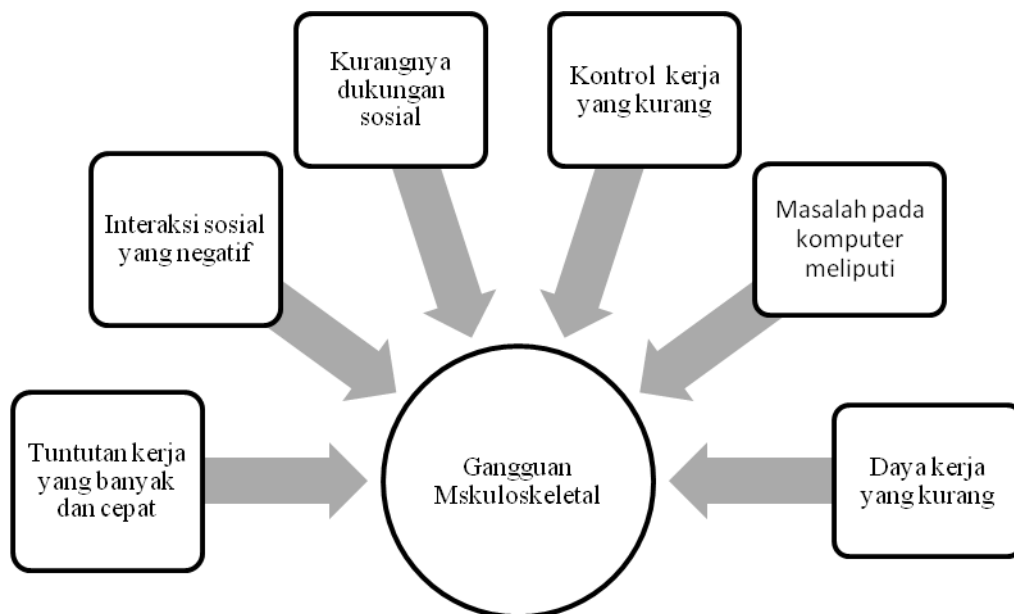 Kurangnya
dukungan
sosial
Kontrol kerja
yang kurang
Interaksi sosial
yang negatif
Masalah pada
komputer
meliputi
Tuntutan kerja
yang banyak
dan cepat
Gangguan
Mskuloskeletal
Daya kerja
yang kurang